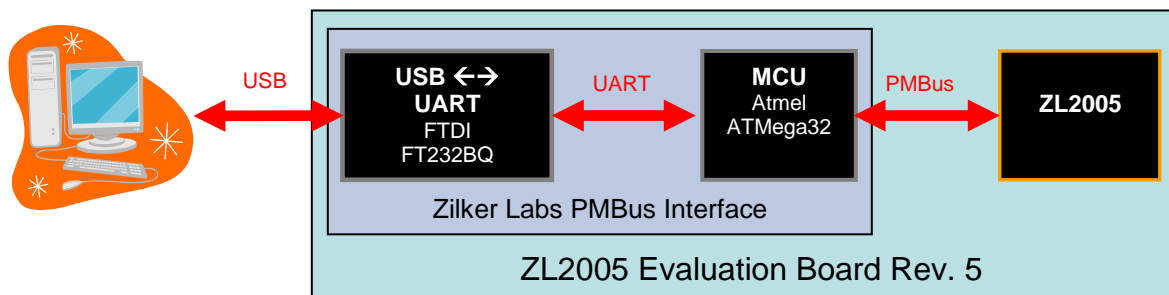 USB
USB ←→
UART
FTDI
FT232BQ
UART
MCU
Atmel
ATMega32
PMBus
ZL2005
Zilker Labs PMBus Interface
ZL2005 Evaluation Board Rev. 5